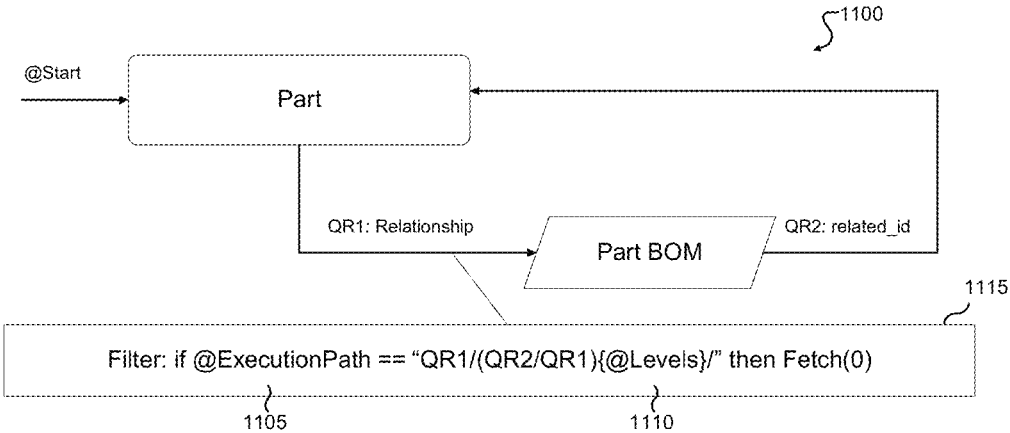 1100
@Start
Part
QR1: Relationship
Part BOM
QR2: related_id
1115
Filter: if @ExecutionPath == “QR1/(QR2/QR1){@Levels}/” then Fetch(0)
1105
1110